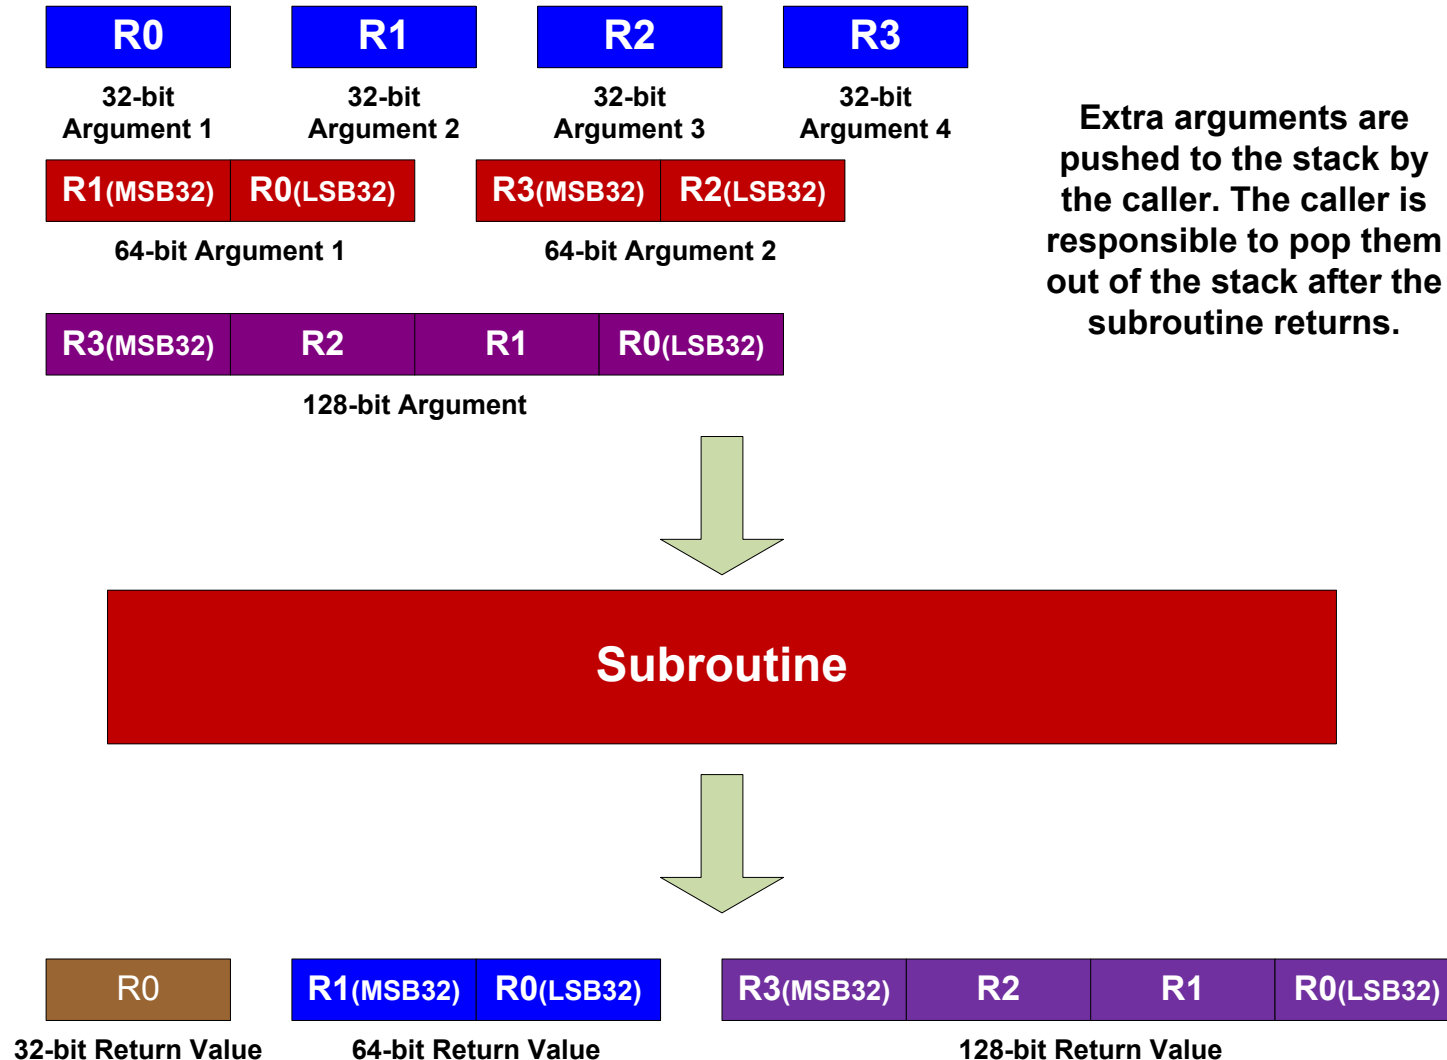 R0
R1
R2
R3
32-bit
Argument 1
32-bit
Argument 2
32-bit
Argument 3
32-bit
Argument 4
Extra arguments are
pushed to the stack by
the caller. The caller is
responsible to pop them
out of the stack after the
subroutine returns.
R1(MSB32)
R0(LSB32)
R3(MSB32)
R2(LSB32)
64-bit Argument 1
64-bit Argument 2
R3(MSB32)
R2
R1
R0(LSB32)
128-bit Argument
Subroutine
R0
R1(MSB32)
R0(LSB32)
R3(MSB32)
R2
R1
R0(LSB32)
32-bit Return Value
64-bit Return Value
128-bit Return Value